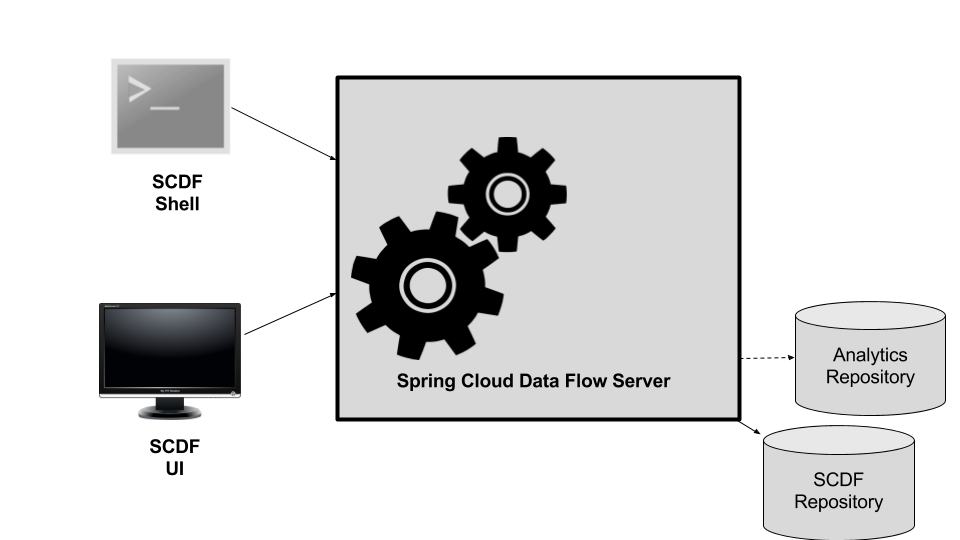 >_
SCDF
Shell
Spring Cloud Data Flow Server
SCDF
UI
Analytics
Repository
SCDF
Repository